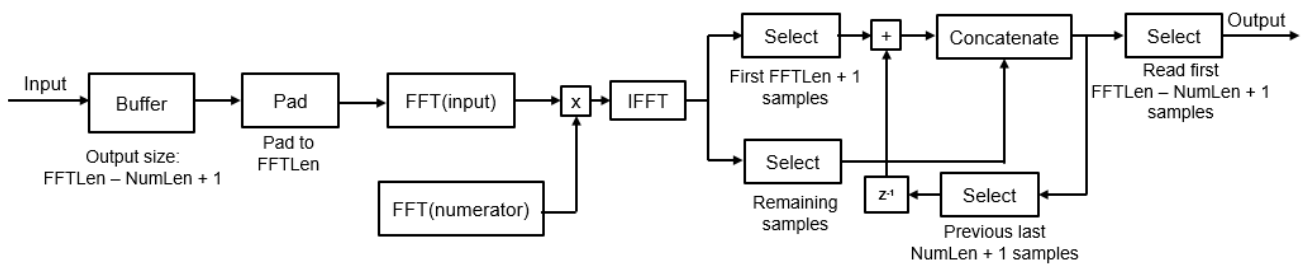 Input
Buffer
Output size:
FFTLen – NumLen + 1
Pad
Pad to
FFTLen
FFT(input)
FFT(numerator)
x
IFFT
Select
First FFTLen + 1
samples
Select
Remaining
samples
+
z-1
Concatenate
Select
Previous last
NumLen + 1 samples
Select
Read first
FFTLen – NumLen + 1
samples
Output